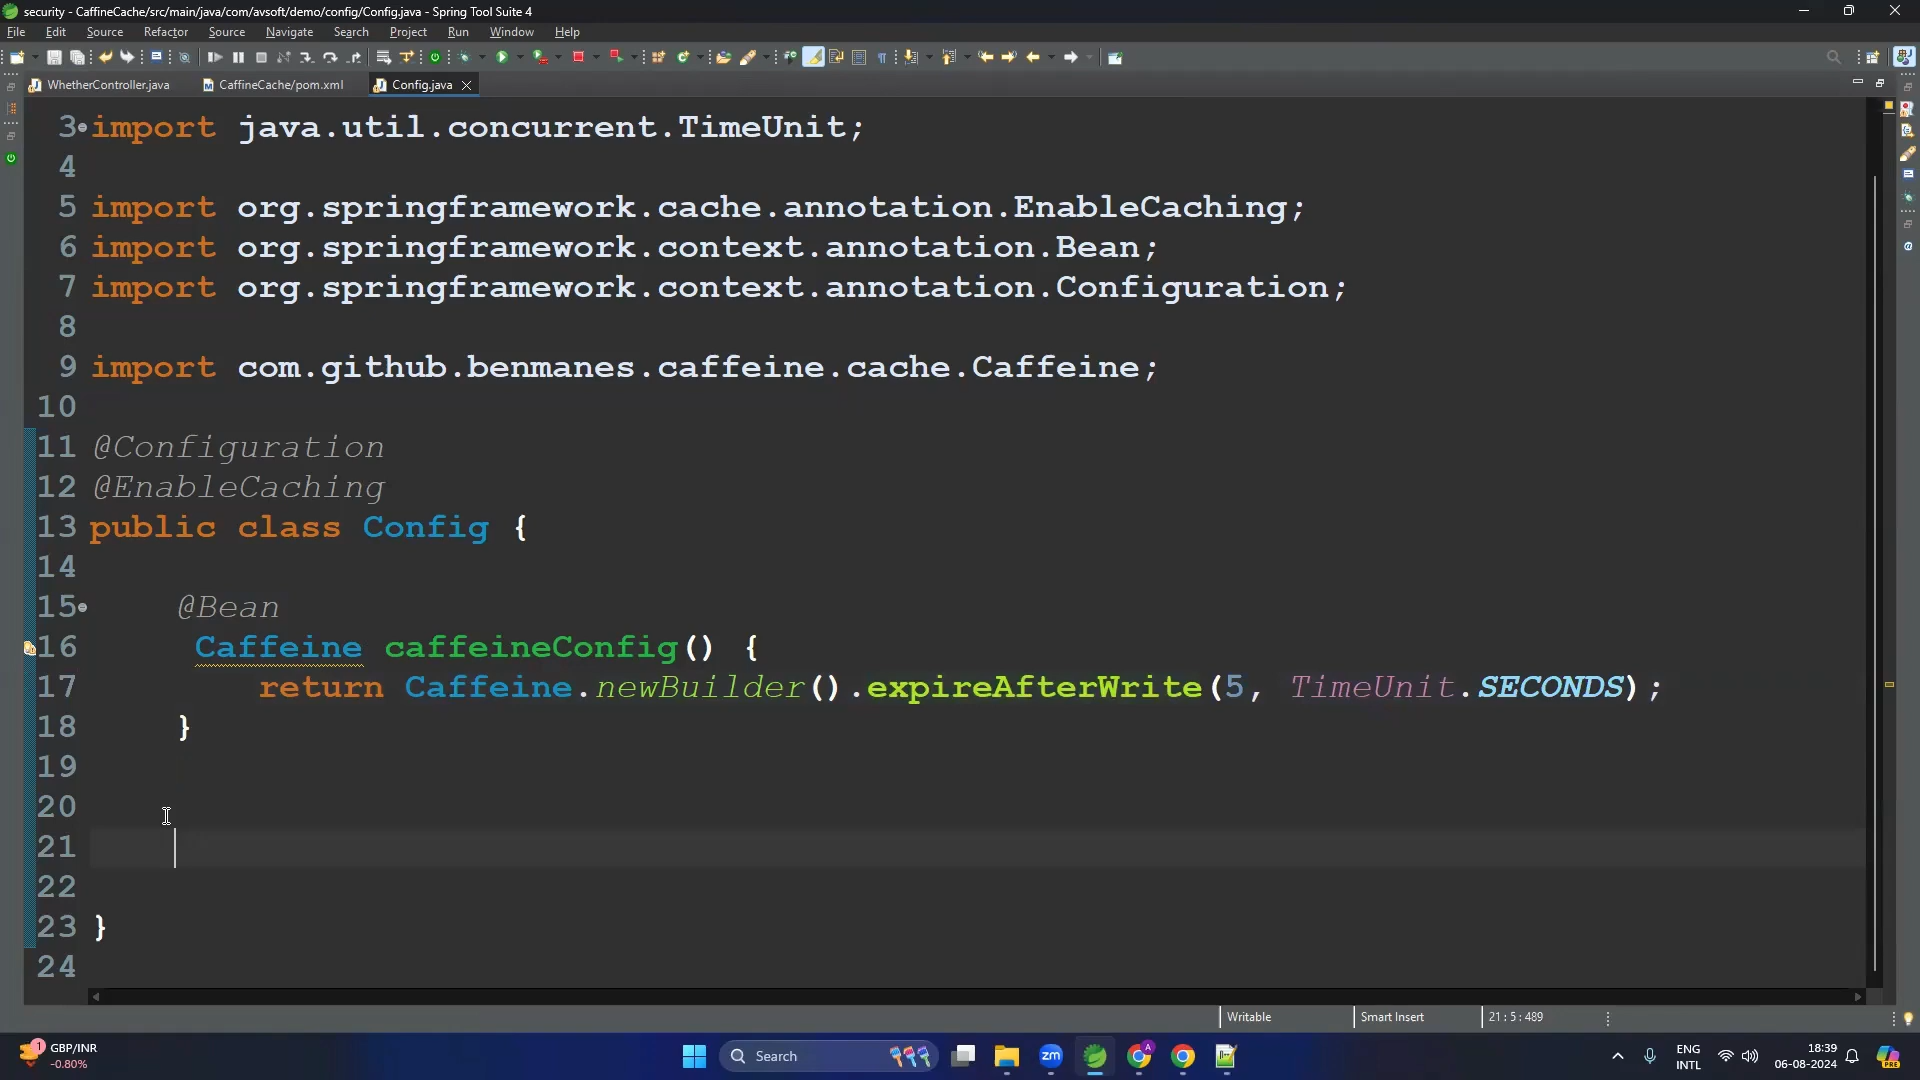 security - CaffineCache/src/main/java/com/avsoft/demo/config/Config.java - Spring Tool Suite 4
File Edit Source Refactor Source Navigate Search Project Run Window Help
WhetherController.java CaffineCache/pom.xml Config.java
3 import java.util.concurrent.TimeUnit;
4
5 import org.springframework.cache.annotation.EnableCaching;
6 import org.springframework.context.annotation.Bean;
7 import org.springframework.context.annotation.Configuration;
8
9 import com.github.benmanes.caffeine.cache.Caffeine;
10
11 @Configuration
12 @EnableCaching
13 public class Config {
14
15 @Bean
16 Caffeine caffeineConfig() {
17 return Caffeine.newBuilder().expireAfterWrite(5, TimeUnit.SECONDS);
18 }
19
20
21
22
23 }
24
Writable Smart Insert 21 : 5 : 489
1 GBP/INR
-0.80%
Search
zm
A
ENG
INTL
18:39
06-08-2024
PRE